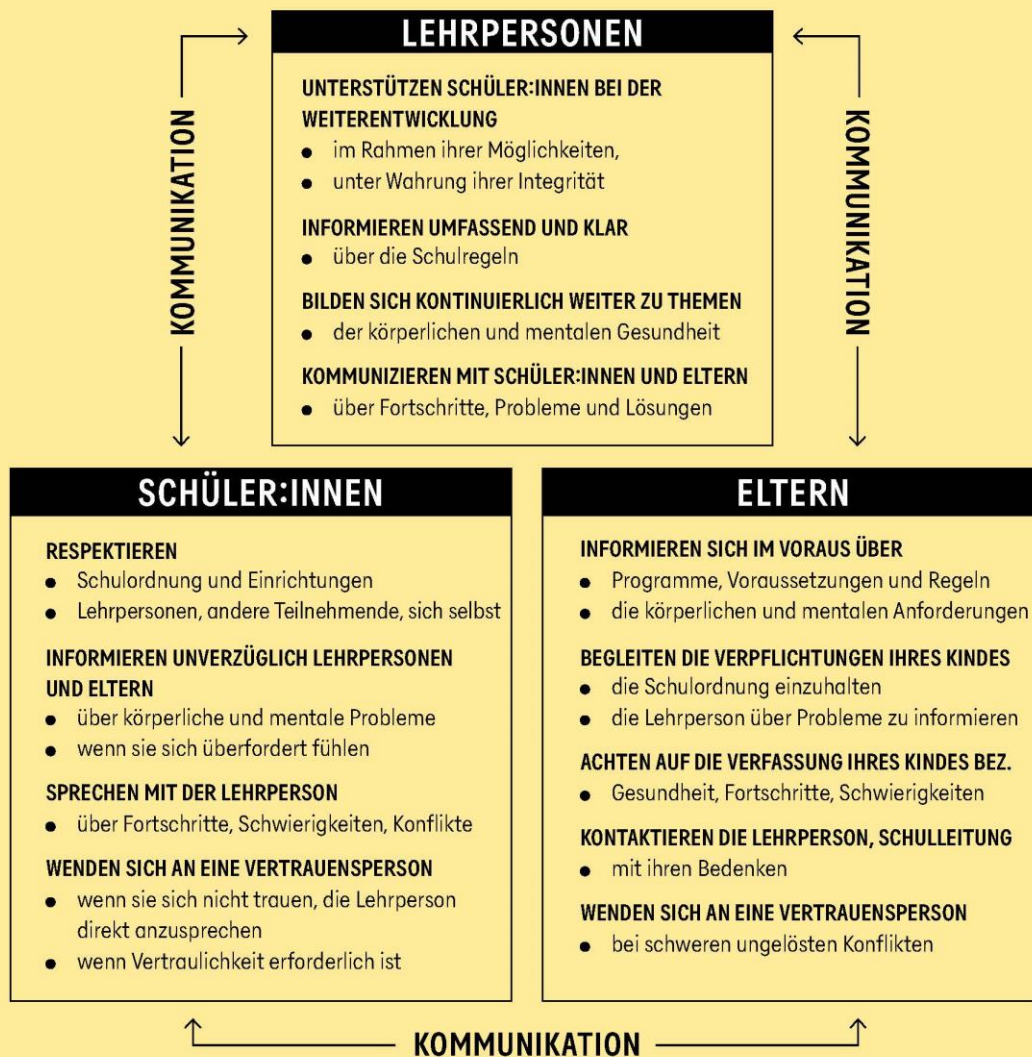 LEHRPERSONEN
KOMMUNIKATION
KOMMUNIKATION
UNTERSTÜTZEN SCHÜLER:INNEN BEI DER
WEITERENTWICKLUNG
● im Rahmen ihrer Möglichkeiten,
● unter Wahrung ihrer Integrität
INFORMIEREN UMFASSEND UND KLAR
● über die Schulregeln
BILDEN SICH KONTINUIERLICH WEITER ZU THEMEN
● der körperlichen und mentalen Gesundheit
KOMMUNIZIEREN MIT SCHÜLER:INNEN UND ELTERN
● über Fortschritte, Probleme und Lösungen
SCHÜLER:INNEN
RESPEKTIEREN
● Schulordnung und Einrichtungen
● Lehrpersonen, andere Teilnehmende, sich selbst
INFORMIEREN UNVERZÜGLICH LEHRPERSONEN
UND ELTERN
● über körperliche und mentale Probleme
● wenn sie sich überfordert fühlen
SPRECHEN MIT DER LEHRPERSON
● über Fortschritte, Schwierigkeiten, Konflikte
WENDEN SICH AN EINE VERTRAUENSPERSON
● wenn sie sich nicht trauen, die Lehrperson
direkt anzusprechen
● wenn Vertraulichkeit erforderlich ist
ELTERN
INFORMIEREN SICH IM VORAUS ÜBER
● Programme, Voraussetzungen und Regeln
● die körperlichen und mentalen Anforderungen
BEGLEITEN DIE VERPFLICHTUNGEN IHRES KINDES
● die Schulordnung einzuhalten
● die Lehrperson über Probleme zu informieren
ACHTEN AUF DIE VERFASSUNG IHRES KINDES BEZ.
● Gesundheit, Fortschritte, Schwierigkeiten
KONTAKTIEREN DIE LEHRPERSON, SCHULLEITUNG
● mit ihren Bedenken
WENDEN SICH AN EINE VERTRAUENSPERSON
● bei schweren ungelösten Konflikten
KOMMUNIKATION